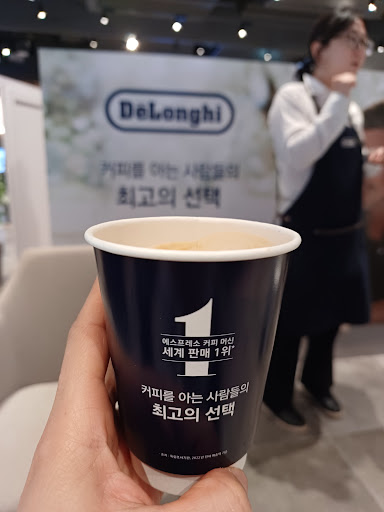 DeLonghi
커피를 아는 사람들의
최고의 선택
1
에스프레소 커피 머신
세계 판매 1위*
커피를 아는 사람들의
최고의 선택